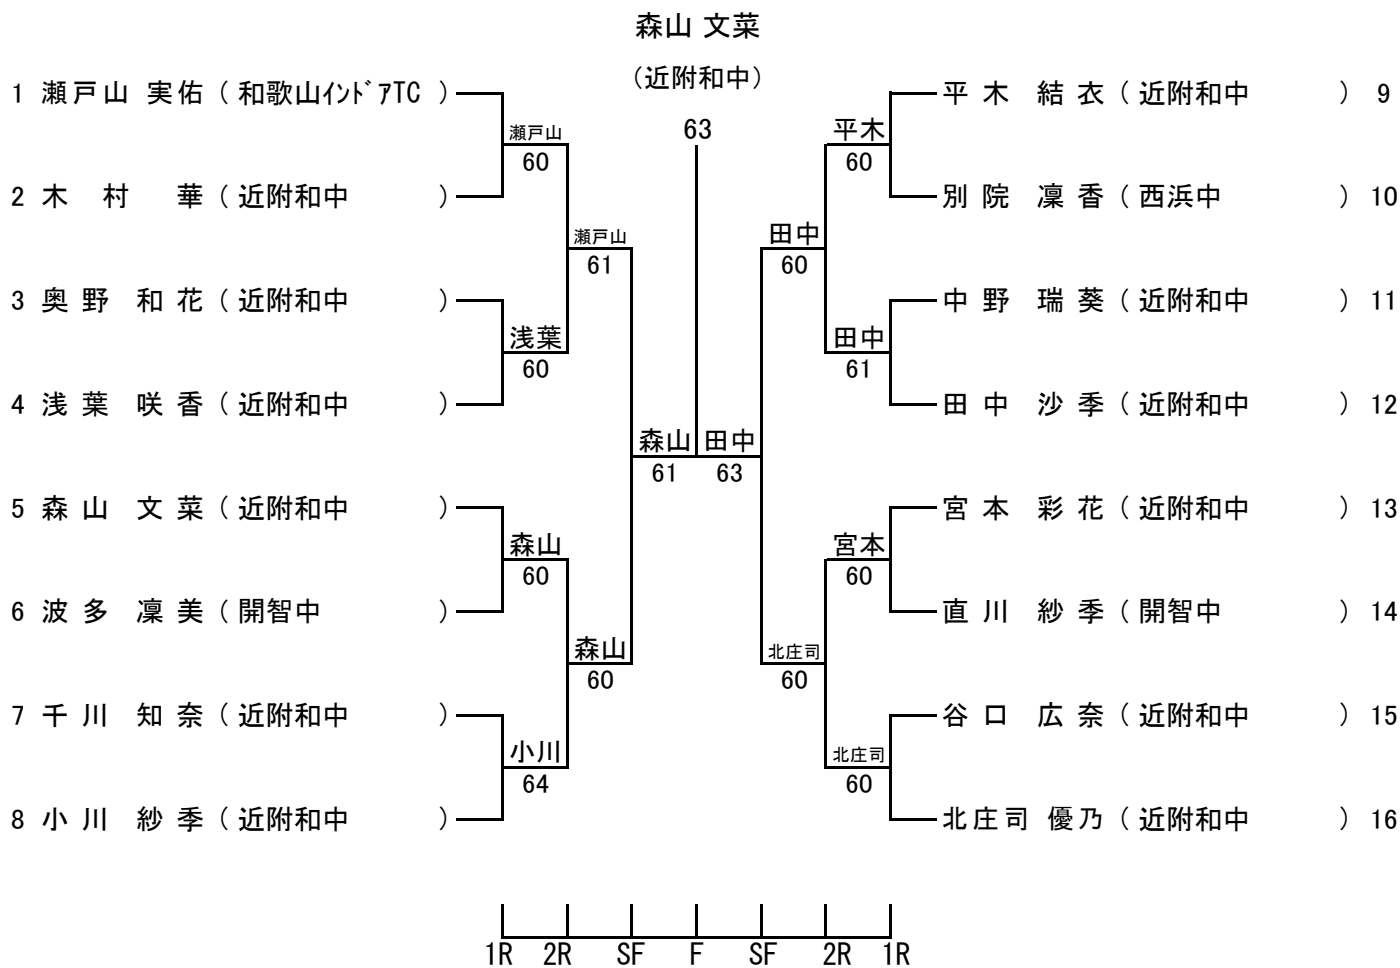 森山 文菜
（近附和中）
63
1 瀬戸山 実佑（ 和歌山ｲﾝﾄﾞｱTC ）
平木 結衣（ 近附和中 ） 9
瀬戸山
60
平木
60
2 木村 華（ 近附和中 ）
別院 凜香（ 西浜中 ） 10
瀬戸山
61
田中
60
3 奥野 和花（ 近附和中 ）
中野 瑞葵（ 近附和中 ） 11
浅葉
60
田中
61
4 浅葉 咲香（ 近附和中 ）
田中 沙季（ 近附和中 ） 12
森山
61
田中
63
5 森山 文菜（ 近附和中 ）
宮本 彩花（ 近附和中 ） 13
森山
60
宮本
60
6 波多 凜美（ 開智中 ）
直川 紗季（ 開智中 ） 14
森山
60
北庄司
60
7 千川 知奈（ 近附和中 ）
谷口 広奈（ 近附和中 ） 15
小川
64
北庄司
60
8 小川 紗季（ 近附和中 ）
北庄司 優乃（ 近附和中 ） 16
1R 2R SF F SF 2R 1R